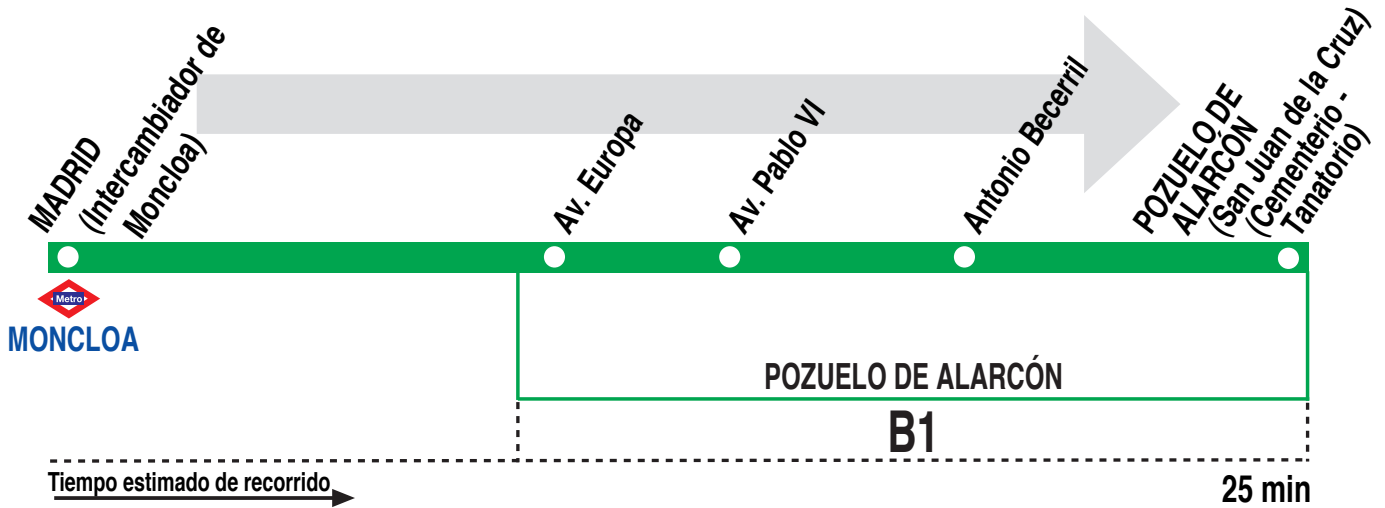 MADRID
(Intercambiador de
Moncloa)
Av. Europa
Av. Pablo VI
Antonio Becerril
POZUELO DE
ALARCÓN
(San Juan de la Cruz)
(Cementerio -
Tanatorio)
Metro
MONCLOA
POZUELO DE ALARCÓN
B1
Tiempo estimado de recorrido
25 min